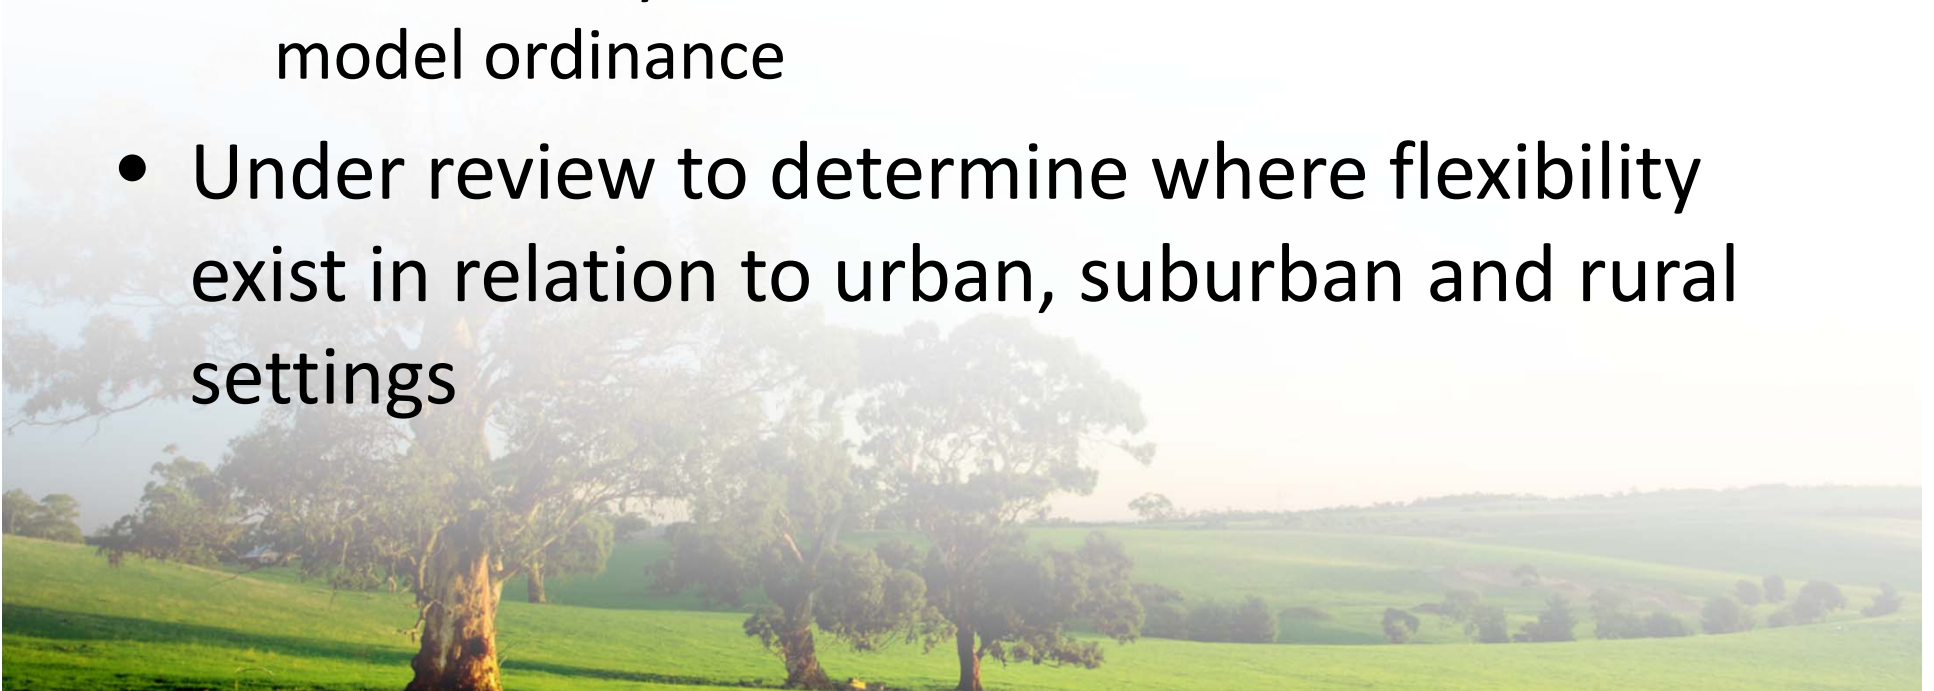 model ordinance
• Under review to determine where flexibility
exist in relation to urban, suburban and rural
settings